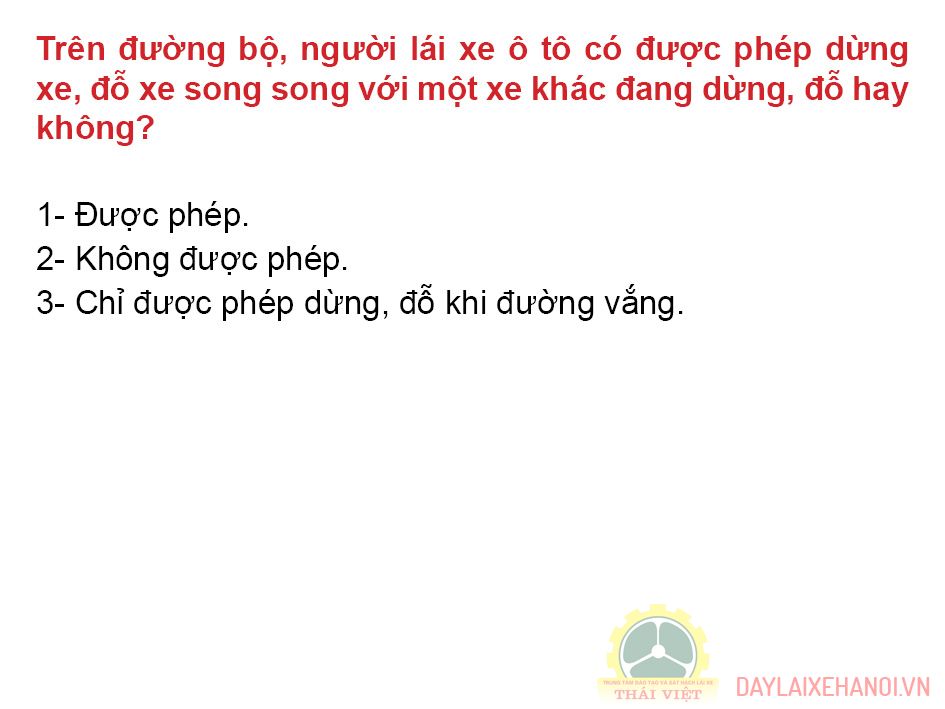 Trên đường bộ, người lái xe ô tô có được phép dừng
xe, đỗ xe song song với một xe khác đang dừng, đỗ hay
không?
1- Được phép.
2- Không được phép.
3- Chỉ được phép dừng, đỗ khi đường vắng.
TRUNG TÂM ĐÀO TẠO VÀ SÁT HẠCH LÁI XE
THÁI VIỆT
DAYLAIXEHANOI.VN